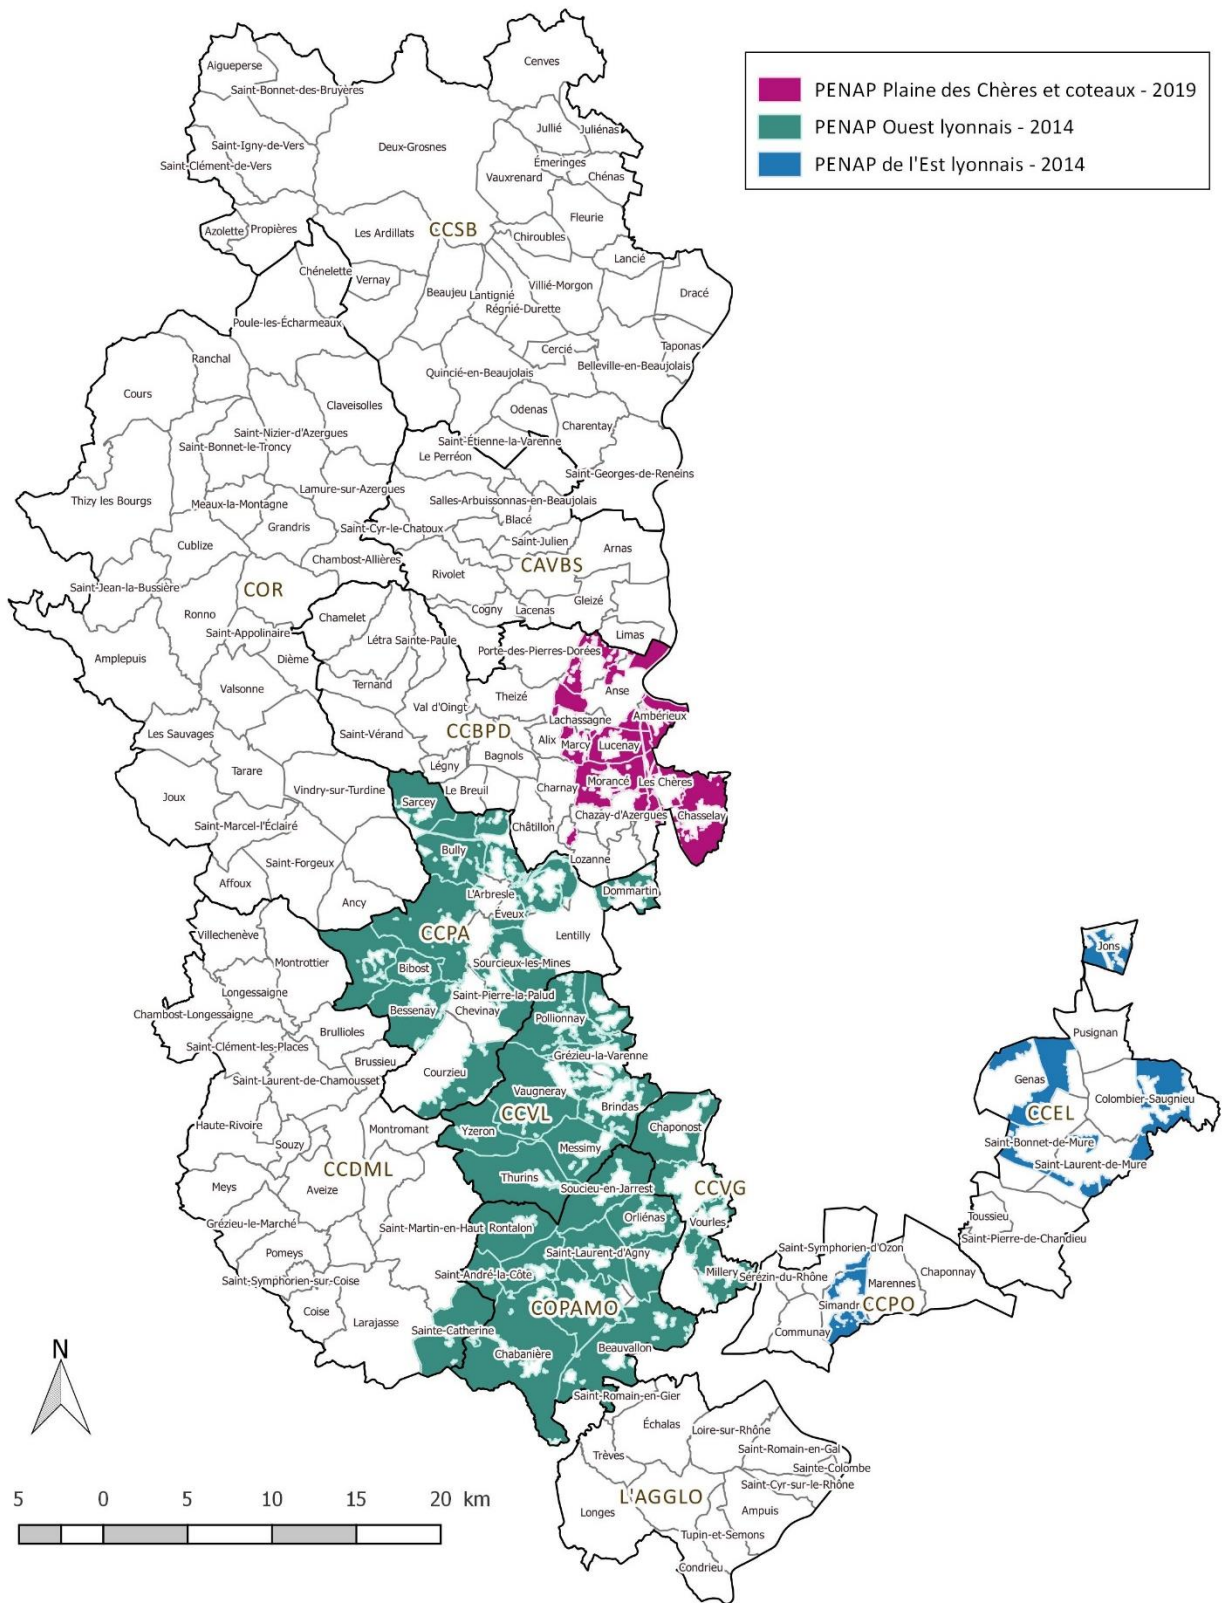 PENAP Plaine des Chères et coteaux - 2019
PENAP Ouest lyonnais - 2014
PENAP de l'Est lyonnais - 2014
Cenves
Aigueperse
Saint-Bonnet-des-Bruyères
Jullié
Juliénas
Saint-Igny-de-Vers
Deux-Grosnes
Émeringes
Saint-Clément-de-Vers
Vauxrenard
Chénas
Fleurie
Azolette
Propières
Les Ardillats
CCSB
Chiroubles
Lancié
Chénelette
Vernay
Beaujeu
Lantignié
Villié-Morgon
Dracé
Régnié-Durette
Poule-les-Écharmeaux
Taponas
Cercié
Belleville-en-Beaujolais
Ranchal
Quincié-en-Beaujolais
Cours
Claveisolles
Odenas
Charentay
Saint-Nizier-d'Azergues
Saint-Étienne-la-Varenne
Saint-Bonnet-le-Troncy
Le Perréon
Saint-Georges-de-Reneins
Lamure-sur-Azergues
Thizy les Bourgs
Meaux-la-Montagne
Salles-Arbuissonnas-en-Beaujolais
Grandris
Saint-Cyr-le-Chatoux
Blacé
Cublize
Saint-Julien
Arnas
Chambost-Allières
CAVBS
Rivolet
Saint-Jean-la-Bussière
COR
Gleizé
Cogny
Lacenas
Ronno
Chamelet
Saint-Appolinaire
Létra
Sainte-Paule
Limas
Amplepuis
Dième
Porte-des-Pierres-Dorées
Ternand
Valsonne
Theizé
Anse
Val d'Oingt
Lachassagne
Ambérieux
Les Sauvages
Saint-Vérand
CCBPD
Alix
Marcy
Lucenay
Bagnols
Légny
Tarare
Joux
Vindry-sur-Turdine
Le Breuil
Charnay
Morancé
Les Chères
Sarcey
Chazay-d'Azergues
Chasselay
Saint-Marcel-l'Éclairé
Châtillon
Bully
Saint-Forgeux
Lozanne
Affoux
L'Arbresle
Dommartin
Ancy
Éveux
Villechenève
CCPA
Lentilly
Jons
Montrottier
Bibost
Sourcieux-les-Mines
Longessaigne
Saint-Pierre-la-Palud
Bessenay
Chevinay
Pollionnay
Chambost-Longessaigne
Brullioles
Pusignan
Saint-Clément-les-Places
Grézieu-la-Varenne
Brussieu
Courzieu
Genas
Saint-Laurent-de-Chamousset
Vaugneray
Colombier-Saugnieu
Brindas
CCVL
CCEL
Haute-Rivoire
Montromant
Yzeron
Chaponost
Souzy
Messimy
Saint-Bonnet-de-Mure
CCDML
Saint-Laurent-de-Mure
Meys
Aveize
Thurins
Soucieu-en-Jarrest
CCVG
Grézieu-le-Marché
Saint-Martin-en-Haut
Rontalon
Orliénas
Vourles
Toussieu
Saint-Pierre-de-Chandieu
Pomeys
Saint-Laurent-d'Agny
Saint-Symphorien-d'Ozon
Saint-Symphorien-sur-Coise
Saint-André-la-Côte
Millery
Sérézin-du-Rhône
Marennes
Chaponnay
COPAMO
Simandr
CCPO
Coise
Larajasse
Sainte-Catherine
Communay
Chabanière
Beauvallon
N
Saint-Romain-en-Gier
Échalas
Loire-sur-Rhône
Saint-Romain-en-Gal
Trèves
Sainte-Colombe
Saint-Cyr-sur-le-Rhône
L'AGGLO
Longes
Ampuis
Tupin-et-Semons
Condrieu
5 0 5 10 15 20 km